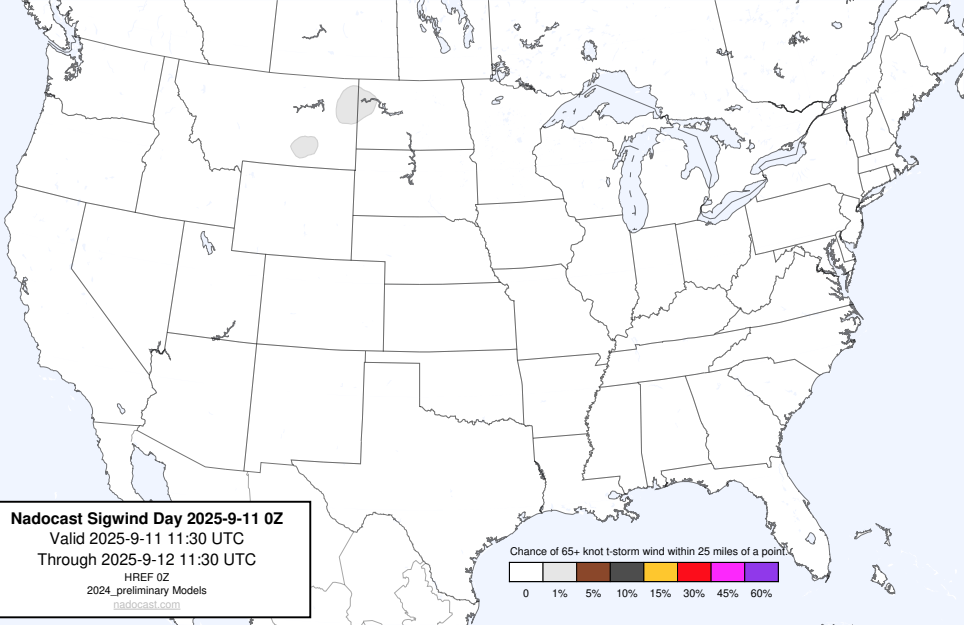 Nadocast Sigwind Day 2025-9-11 0Z
Valid 2025-9-11 11:30 UTC
Through 2025-9-12 11:30 UTC
HREF 0Z
2024_preliminary Models
nadocast.com
Chance of 65+ knot t-storm wind within 25 miles of a point.
0 1% 5% 10% 15% 30% 45% 60%